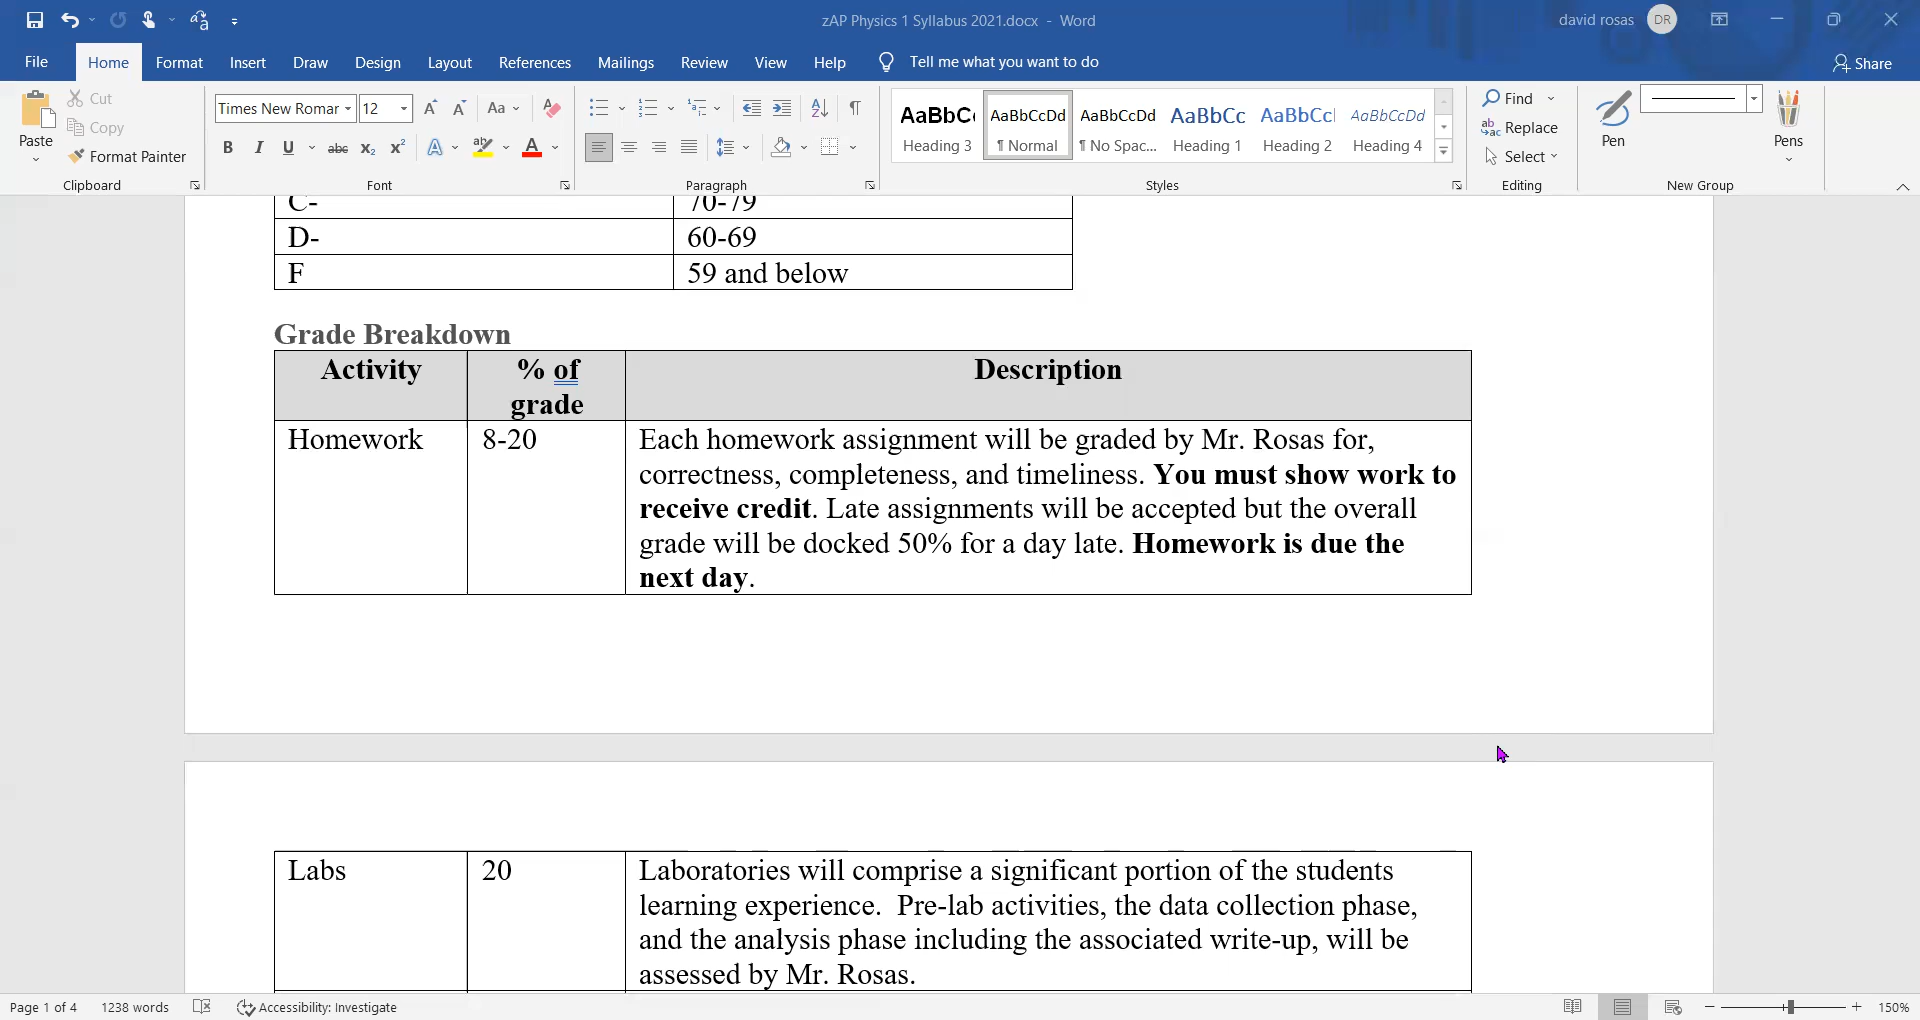 zAP Physics 1 Syllabus 2021.docx - Word
david rosas DR
File Home Format Insert Draw Design Layout References Mailings Review View Help Tell me what you want to do Share
Paste
Cut
Copy
Format Painter
Clipboard
Times New Romar 12 Aa
B I U abc x₂ x² A ab A
Font
Paragraph
AaBbC AaBbCcDd AaBbCcDd AaBbCc AaBbCcl AaBbCcDd
Heading 3 ¶ Normal ¶ No Spac... Heading 1 Heading 2 Heading 4
Styles
Find
Replace
Select
Editing
Pen Pens
New Group
C- 70-79
D- 60-69
F 59 and below
Grade Breakdown
Activity % of grade Description
Homework 8-20 Each homework assignment will be graded by Mr. Rosas for,
correctness, completeness, and timeliness. You must show work to
receive credit. Late assignments will be accepted but the overall
grade will be docked 50% for a day late. Homework is due the
next day.
Labs 20 Laboratories will comprise a significant portion of the students
learning experience.  Pre-lab activities, the data collection phase,
and the analysis phase including the associated write-up, will be
assessed by Mr. Rosas.
Page 1 of 4 1238 words Accessibility: Investigate 150%